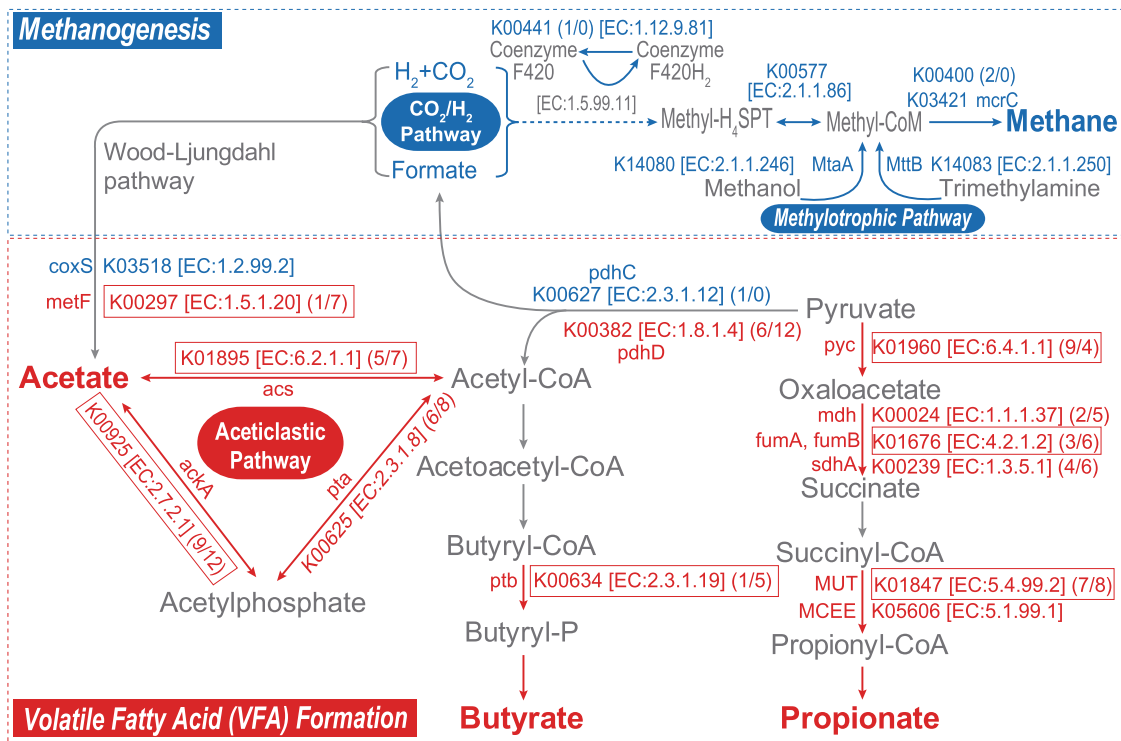 Methanogenesis
K00441 (1/0) [EC:1.12.9.81]
Coenzyme
F420
Coenzyme
F420H2
H2+CO2
CO2/H2
Pathway
Formate
[EC:1.5.99.11]
Methyl-H4SPT
K00577
[EC:2.1.1.86]
Methyl-CoM
K00400 (2/0)
K03421 mcrC
Methane
Wood-Ljungdahl
pathway
K14080 [EC:2.1.1.246]
MtaA
MttB
K14083 [EC:2.1.1.250]
Methanol
Trimethylamine
Methylotrophic Pathway
coxS K03518 [EC:1.2.99.2]
metF K00297 [EC:1.5.1.20] (1/7)
pdhC
K00627 [EC:2.3.1.12] (1/0)
Pyruvate
K00382 [EC:1.8.1.4] (6/12)
pdhD
pyc K01960 [EC:6.4.1.1] (9/4)
K01895 [EC:6.2.1.1] (5/7)
acs
Acetate
Acetyl-CoA
Oxaloacetate
mdh K00024 [EC:1.1.1.37] (2/5)
fumA, fumB K01676 [EC:4.2.1.2] (3/6)
sdhA K00239 [EC:1.3.5.1] (4/6)
Succinate
Aceticlastic
Pathway
K00925 [EC:2.7.2.1] (9/12)
ackA
pta
K00625 [EC:2.3.1.8] (6/8)
Acetylphosphate
Acetoacetyl-CoA
Butyryl-CoA
ptb K00634 [EC:2.3.1.19] (1/5)
Butyryl-P
Butyrate
Succinyl-CoA
MUT K01847 [EC:5.4.99.2] (7/8)
MCEE K05606 [EC:5.1.99.1]
Propionyl-CoA
Propionate
Volatile Fatty Acid (VFA) Formation